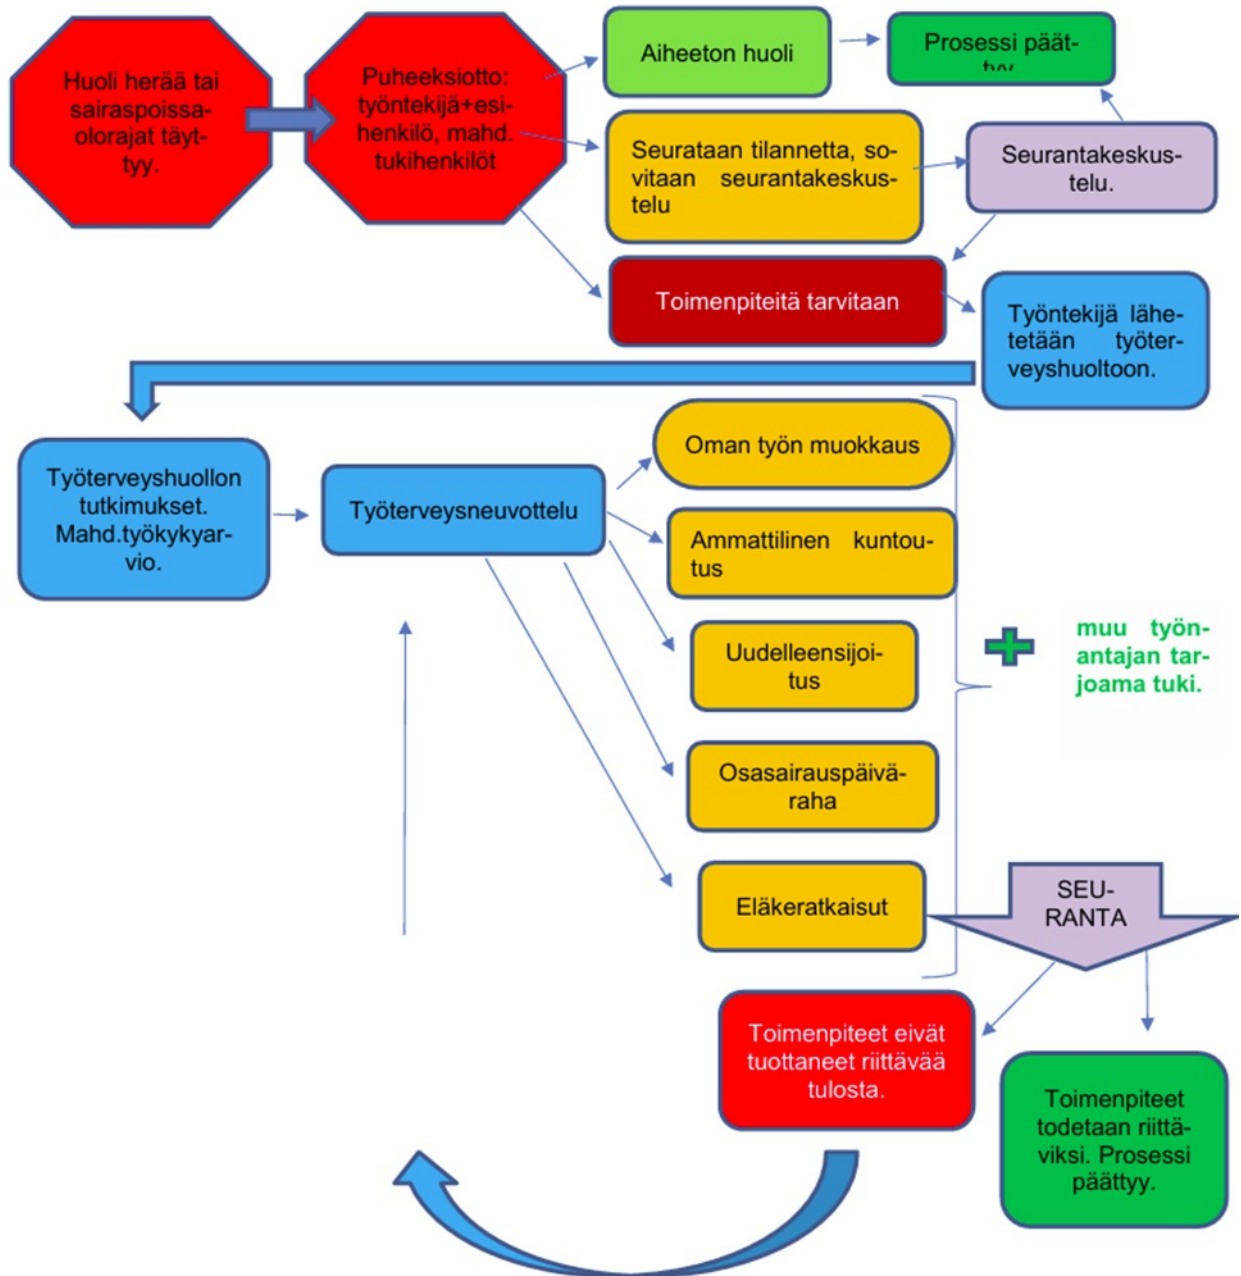 Huoli herää tai
sairaspoissa-
olorajat täyt-
tyy.
Puheeksiotto:
työntekijä+esi-
henkilö, mahd.
tukihenkilöt
Aiheeton huoli
Prosessi päät-
tyy
Seurataan tilannetta, so-
vitaan seurantakeskus-
telu
Seurantakeskus-
telu.
Toimenpiteitä tarvitaan
Työntekijä lähe-
tetään työter-
veyshuoltoon.
Työterveyshuollon
tutkimukset.
Mahd.työkykyar-
vio.
Työterveysneuvottelu
Oman työn muokkaus
Ammattilinen kuntou-
tus
Uudelleensijoi-
tus
Osasairauspäivä-
raha
Eläkeratkaisut
muu työn-
antajan tar-
joama tuki.
SEU-
RANTA
Toimenpiteet eivät
tuottaneet riittävää
tulosta.
Toimenpiteet
todetaan riittä-
viksi. Prosessi
päättyy.